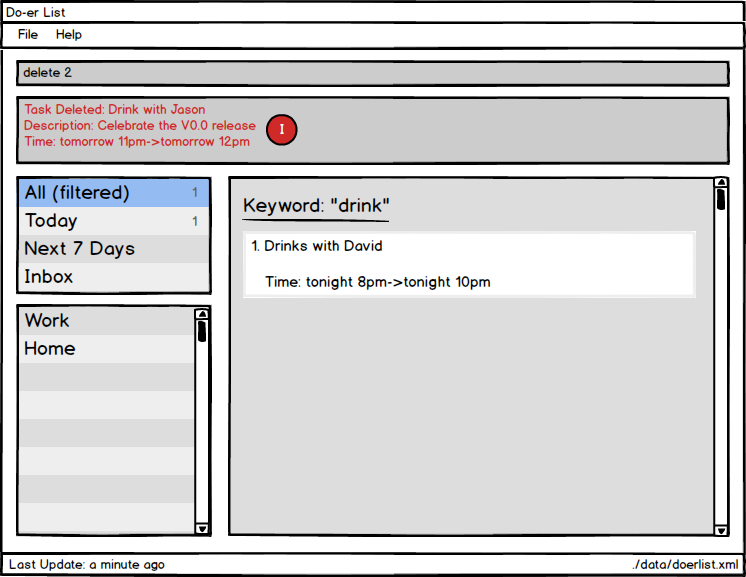 Do-er List
File Help
delete 2
Task Deleted: Drink with Jason
Description: Celebrate the V0.0 release
Time: tomorrow 11pm->tomorrow 12pm
I
All (filtered) 1
Today 1
Next 7 Days
Inbox
Work
Home
Keyword: "drink"
1. Drinks with David
Time: tonight 8pm->tonight 10pm
Last Update: a minute ago
./data/doerlist.xml